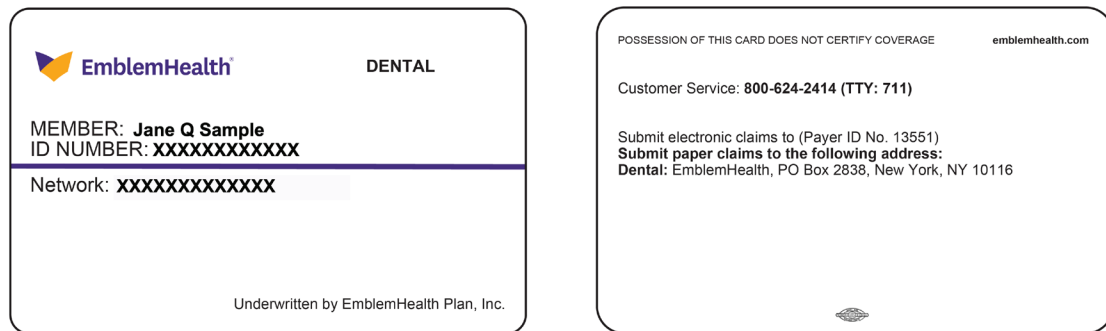 EmblemHealth®
DENTAL
MEMBER: Jane Q Sample
ID NUMBER: XXXXXXXXXXXX
Network: XXXXXXXXXXXXX
Underwritten by EmblemHealth Plan, Inc.
POSSESSION OF THIS CARD DOES NOT CERTIFY COVERAGE
emblemhealth.com
Customer Service: 800-624-2414 (TTY: 711)
Submit electronic claims to (Payer ID No. 13551)
Submit paper claims to the following address:
Dental: EmblemHealth, PO Box 2838, New York, NY 10116